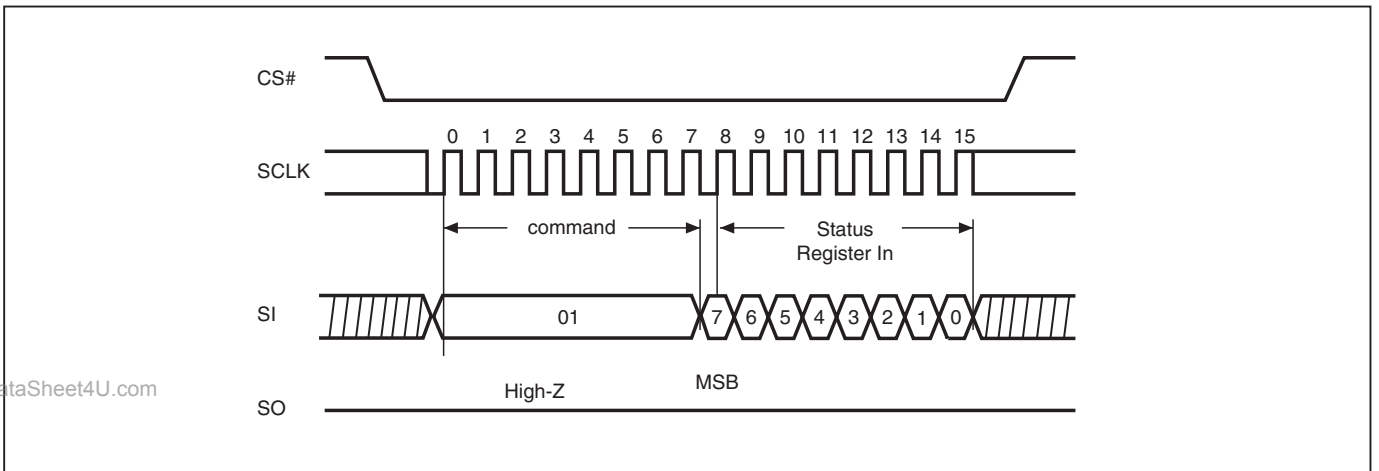 CS#
0 1 2 3 4 5 6 7 8 9 10 11 12 13 14 15
SCLK
command
Status
Register In
SI
01
7 6 5 4 3 2 1 0
MSB
High-Z
SO
ataSheet4U.com